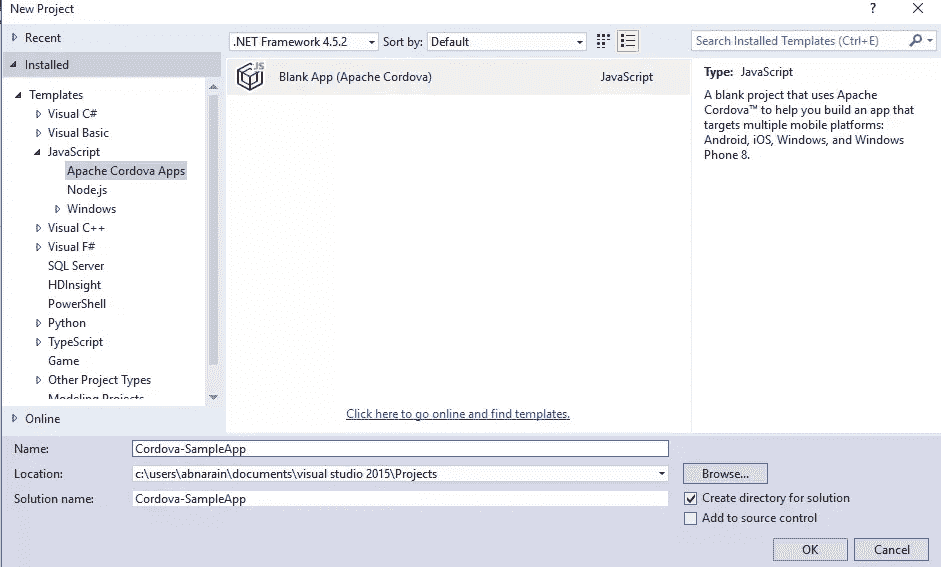 New Project
? ×
Recent
.NET Framework 4.5.2 Sort by: Default
Search Installed Templates (Ctrl+E)
Installed
Templates
Visual C#
Visual Basic
JavaScript
Apache Cordova Apps
Node.js
Windows
Visual C++
Visual F#
SQL Server
HDInsight
PowerShell
Python
TypeScript
Game
Other Project Types
Modeling Projects
Online
JS
Blank App (Apache Cordova) JavaScript
Click here to go online and find templates.
Type: JavaScript
A blank project that uses Apache
Cordova™ to help you build an app that
targets multiple mobile platforms:
Android, iOS, Windows, and Windows
Phone 8.
Name: Cordova-SampleApp
Location: c:\users\abnarain\documents\visual studio 2015\Projects
Browse...
Solution name: Cordova-SampleApp
Create directory for solution
Add to source control
OK Cancel